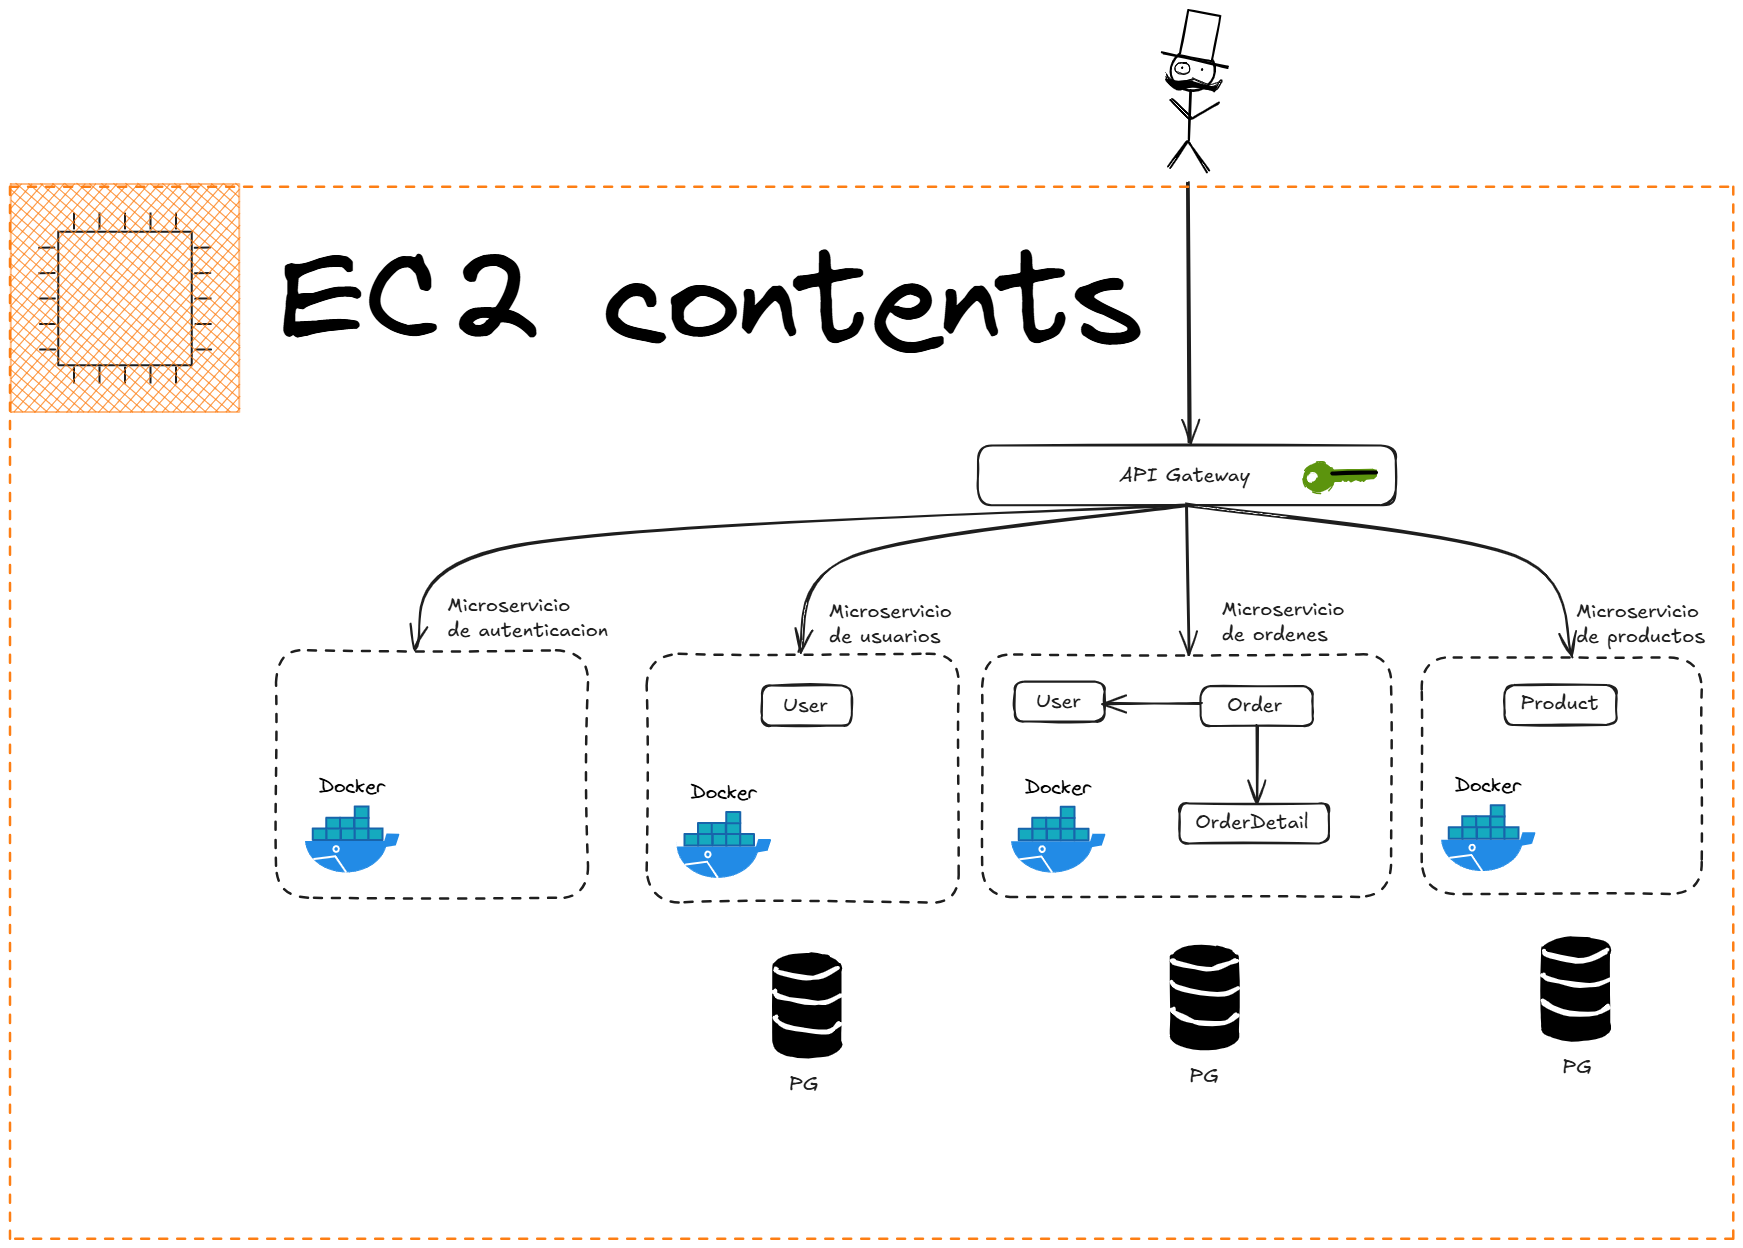 EC2 contents
API Gateway
Microservicio
de autenticacion
Microservicio
de usuarios
Microservicio
de ordenes
Microservicio
de productos
Docker
User
Docker
User
Order
Docker
OrderDetail
Product
Docker
PG
PG
PG